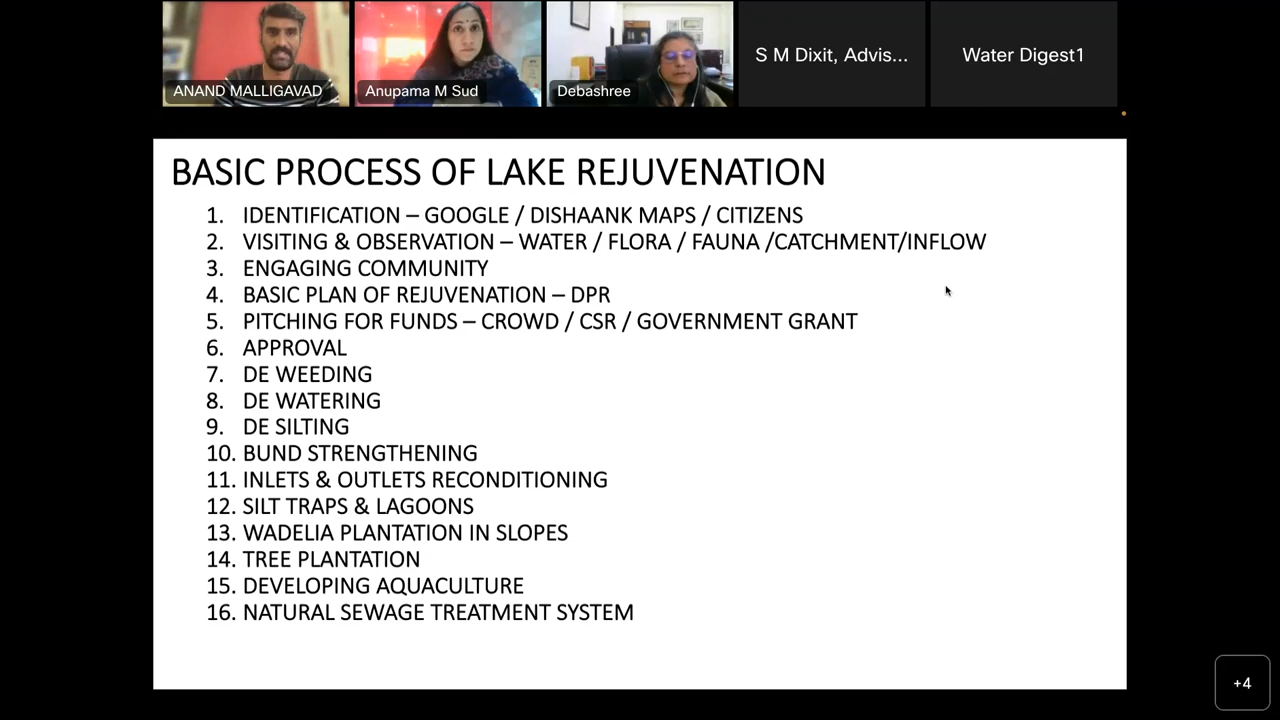 ANAND MALLIGAVAD
Anupama M Sud
Debashree
S M Dixit, Advis...
Water Digest1
BASIC PROCESS OF LAKE REJUVENATION
1. IDENTIFICATION – GOOGLE / DISHAANK MAPS / CITIZENS
2. VISITING & OBSERVATION – WATER / FLORA / FAUNA /CATCHMENT/INFLOW
3. ENGAGING COMMUNITY
4. BASIC PLAN OF REJUVENATION – DPR
5. PITCHING FOR FUNDS – CROWD / CSR / GOVERNMENT GRANT
6. APPROVAL
7. DE WEEDING
8. DE WATERING
9. DE SILTING
10. BUND STRENGTHENING
11. INLETS & OUTLETS RECONDITIONING
12. SILT TRAPS & LAGOONS
13. WADELIA PLANTATION IN SLOPES
14. TREE PLANTATION
15. DEVELOPING AQUACULTURE
16. NATURAL SEWAGE TREATMENT SYSTEM
+4